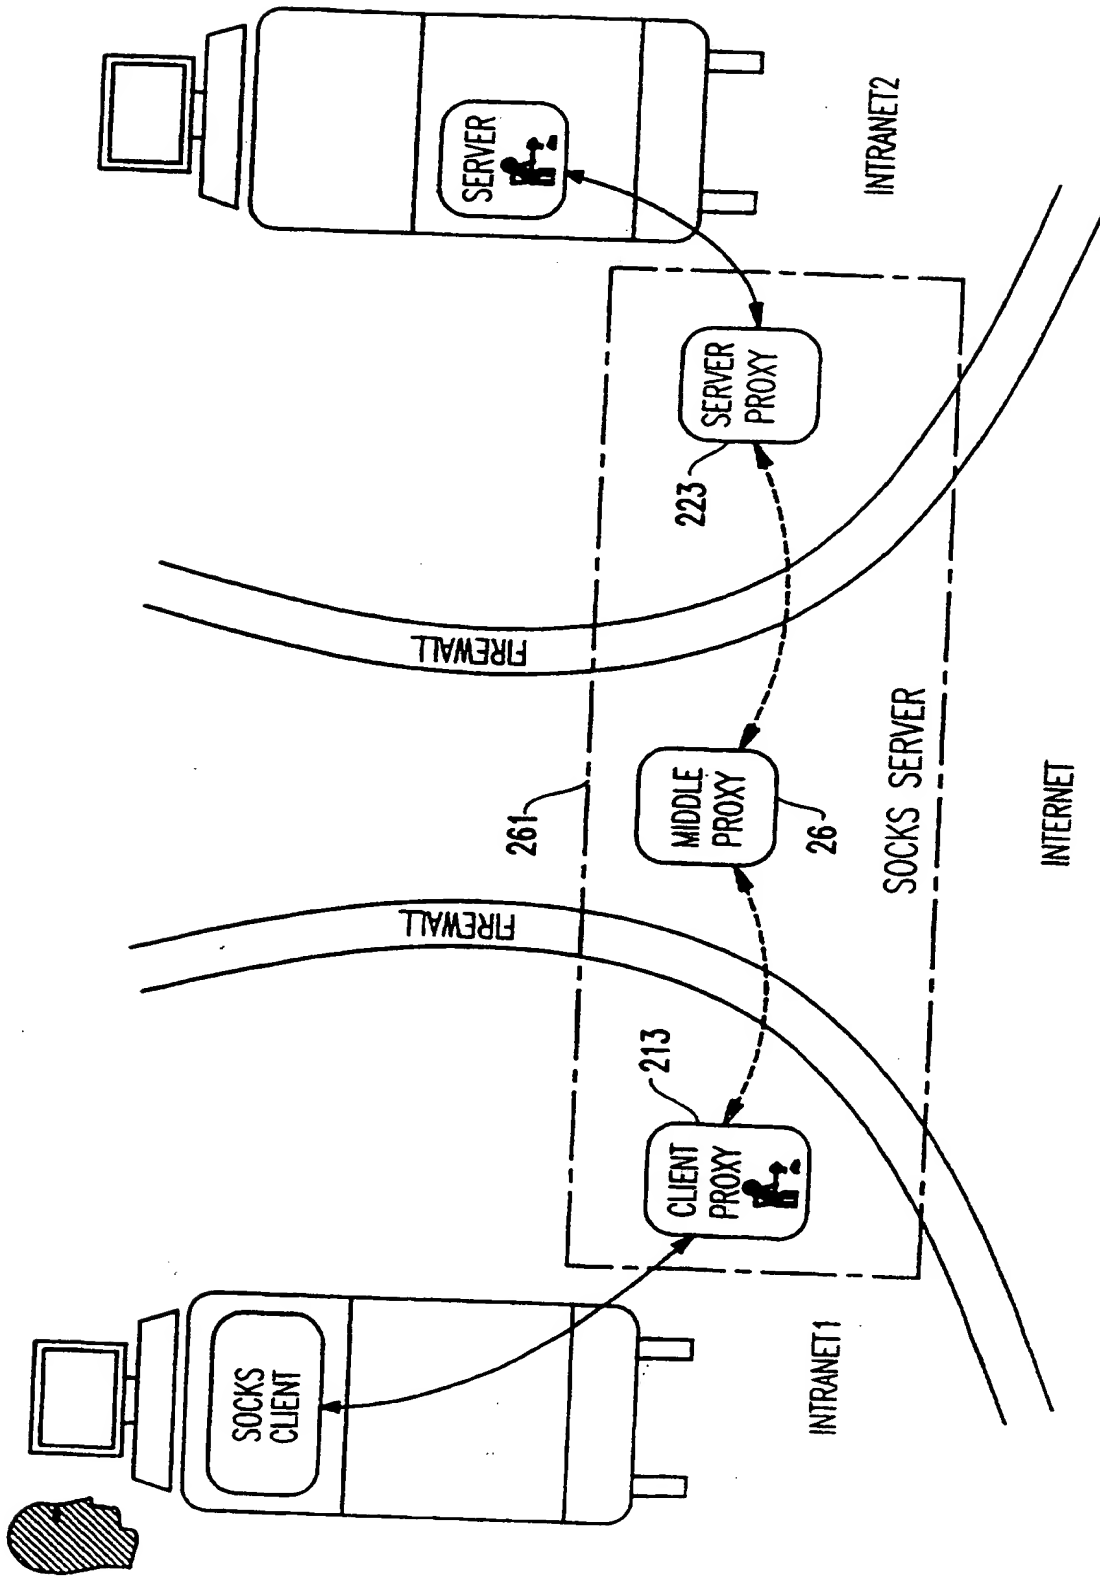 SOCKS
CLIENT
INTRANET1
CLIENT
PROXY
213
FIREWALL
261
MIDDLE
PROXY
26
SOCKS SERVER
INTERNET
FIREWALL
223
SERVER
PROXY
SERVER
INTRANET2